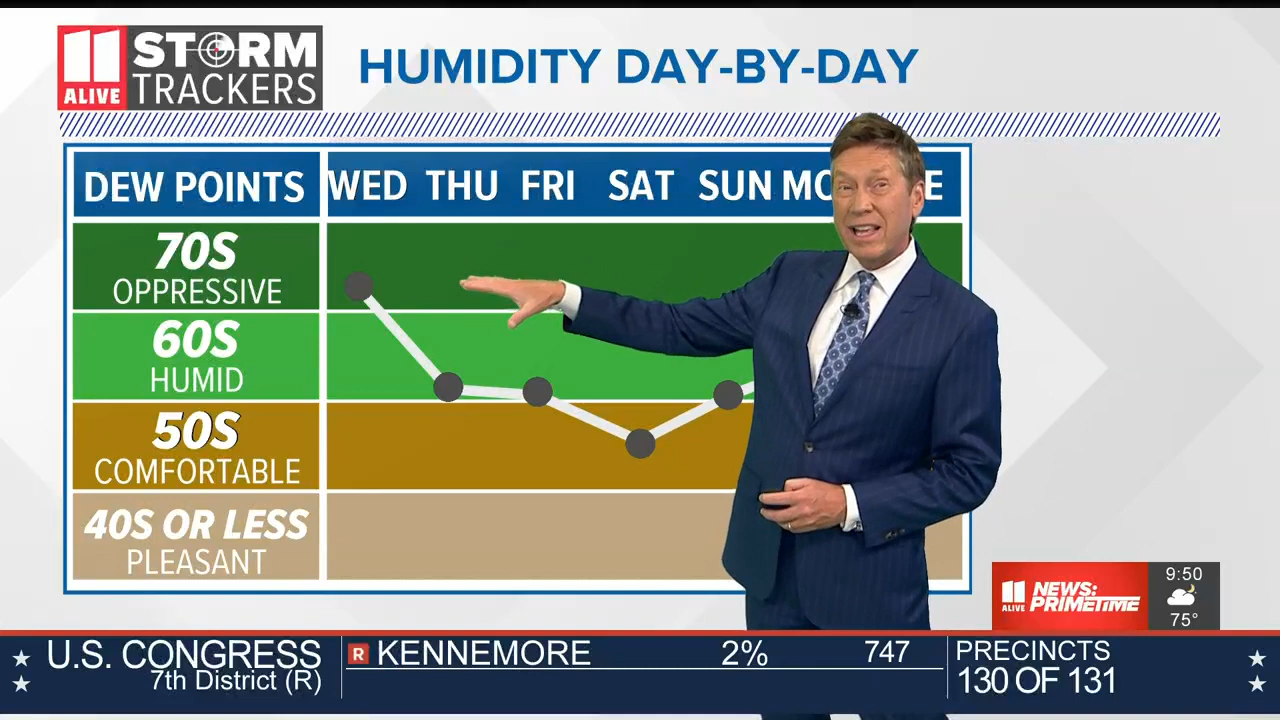 11 ALIVE STORM TRACKERS
HUMIDITY DAY-BY-DAY
DEW POINTS
WED THU FRI SAT SUN
70S
OPPRESSIVE
60S
HUMID
50S
COMFORTABLE
40S OR LESS
PLEASANT
11 ALIVE NEWS: PRIMETIME
9:50
75°
U.S. CONGRESS
7th District (R)
R KENNEMORE 2% 747
PRECINCTS
130 OF 131